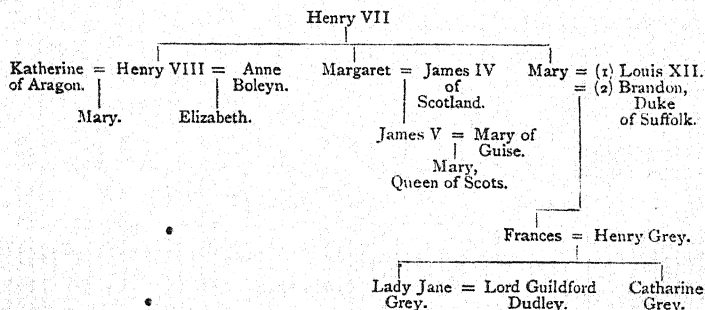 Henry VII
Katherine = Henry VIII = Anne Margaret = James IV Mary = (1) Louis XII.
of Aragon. Boleyn. of = (2) Brandon,
Scotland. Duke
Mary. Elizabeth. of Suffolk.
James V = Mary of
Guise.
Mary,
Queen of Scots.
Frances = Henry Grey.
Lady Jane = Lord Guildford Catharine
Grey. Dudley. Grey.